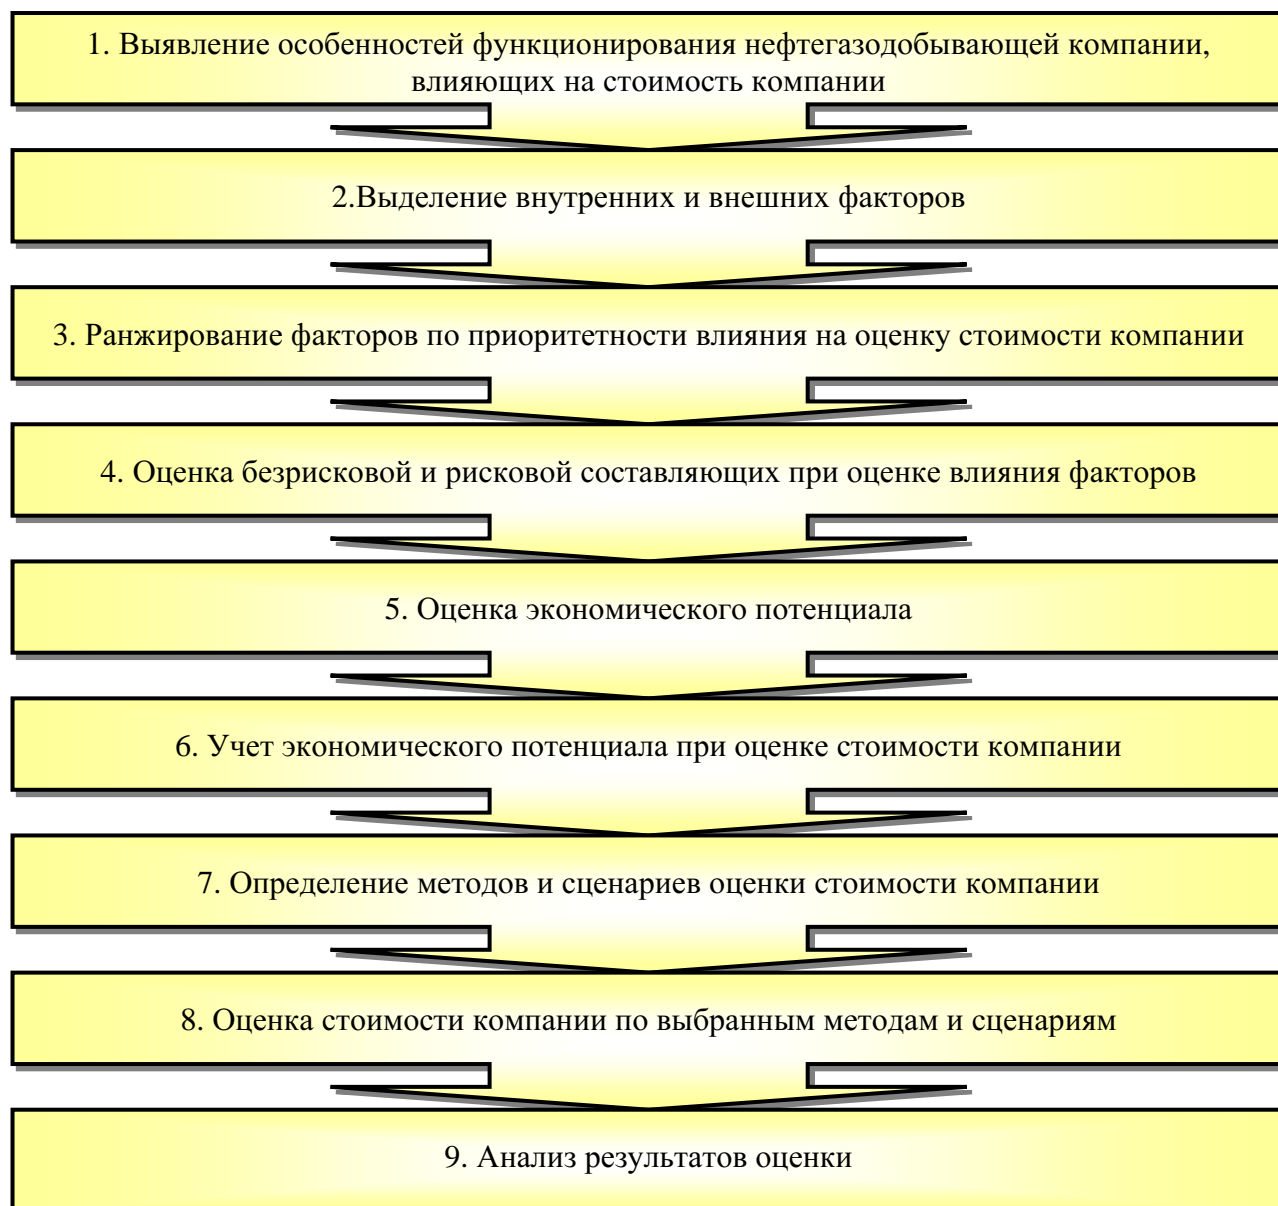 1. Выявление особенностей функционирования нефтегазодобывающей компании,
влияющих на стоимость компании
2.Выделение внутренних и внешних факторов
3. Ранжирование факторов по приоритетности влияния на оценку стоимости компании
4. Оценка безрисковой и рисковой составляющих при оценке влияния факторов
5. Оценка экономического потенциала
6. Учет экономического потенциала при оценке стоимости компании
7. Определение методов и сценариев оценки стоимости компании
8. Оценка стоимости компании по выбранным методам и сценариям
9. Анализ результатов оценки